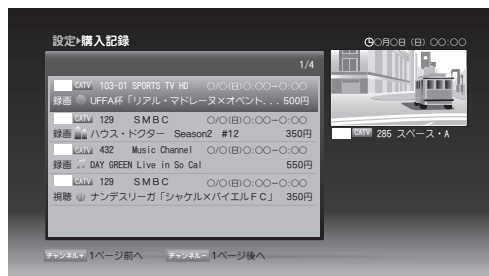 設定▶購入記録
○月○日 (日) ○○:○○
1/4
CATV 103-01 SPORTS TV HD ○/○(日)○:○○−○:○○
録画 UFFA杯「リアル・マドレーヌ×オベント... 500円
CATV 129 SMBC ○/○(日)○:○○−○:○○
録画 ハウス・ドクター Season2 #12 350円
CATV 432 Music Channel ○/○(日)○:○○−○:○○
録画 DAY GREEN Live in So Cal 550円
CATV 129 SMBC ○/○(日)○:○○−○:○○
視聴 ナンデスリーガ「シャケル×バイエルFC」 350円
CATV 285 スペース・A
チャンネル+ 1ページ前へ チャンネル− 1ページ後へ